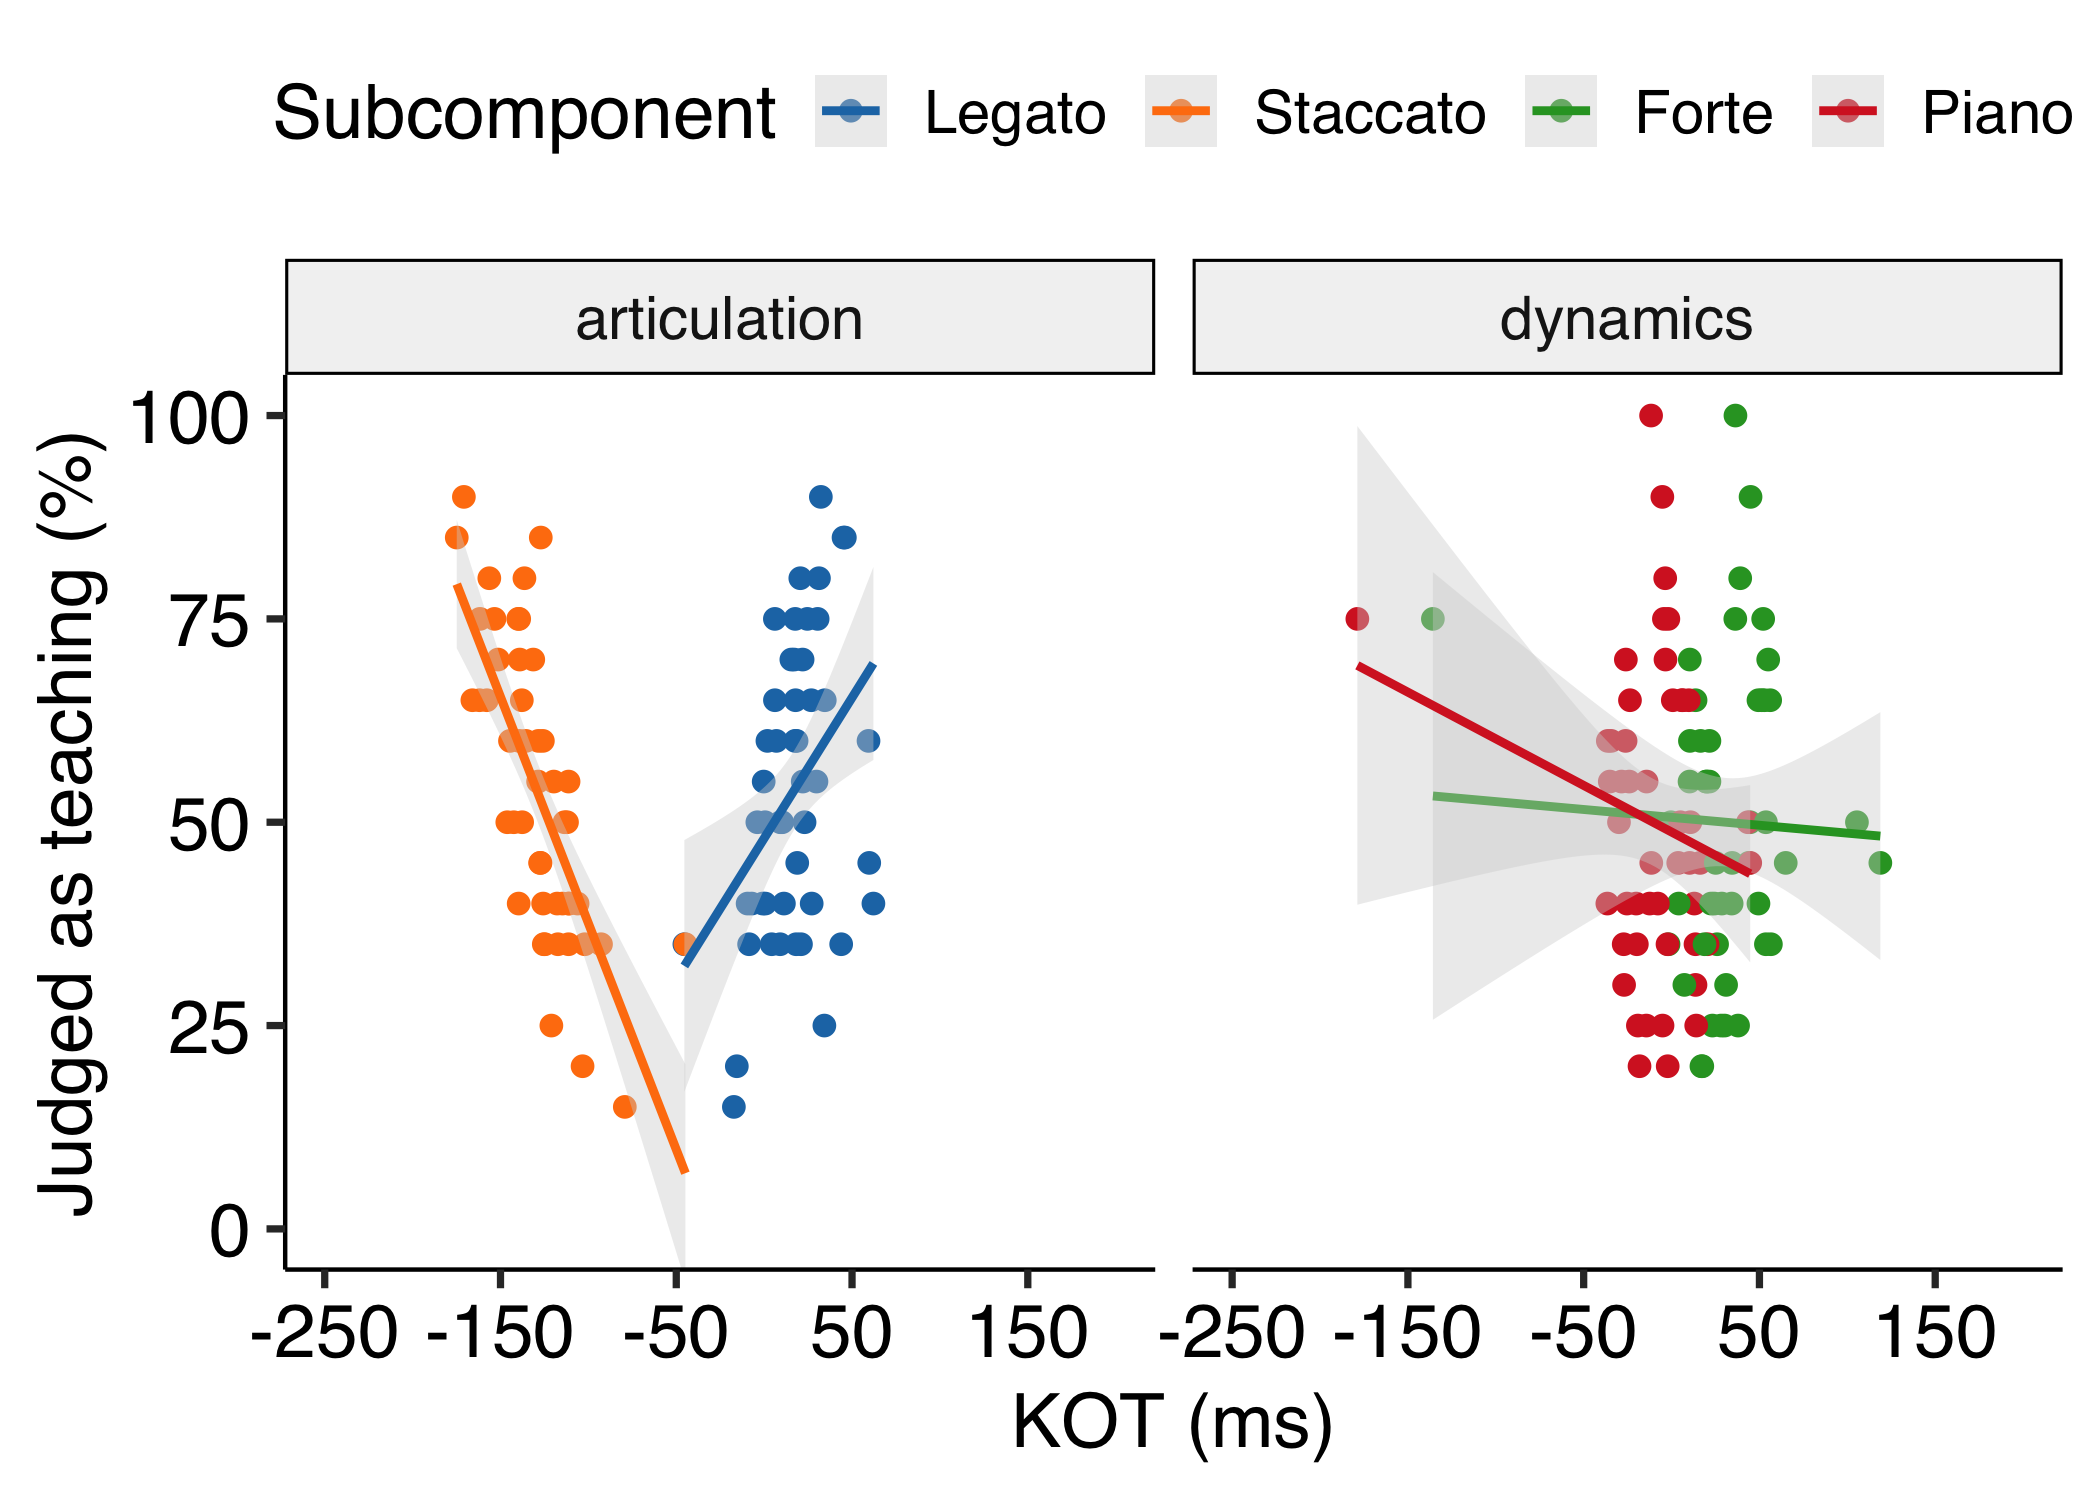 Subcomponent Legato Staccato Forte Piano
articulation dynamics
Judged as teaching (%)
100
75
50
25
0
-250 -150 -50 50 150 -250 -150 -50 50 150
KOT (ms)